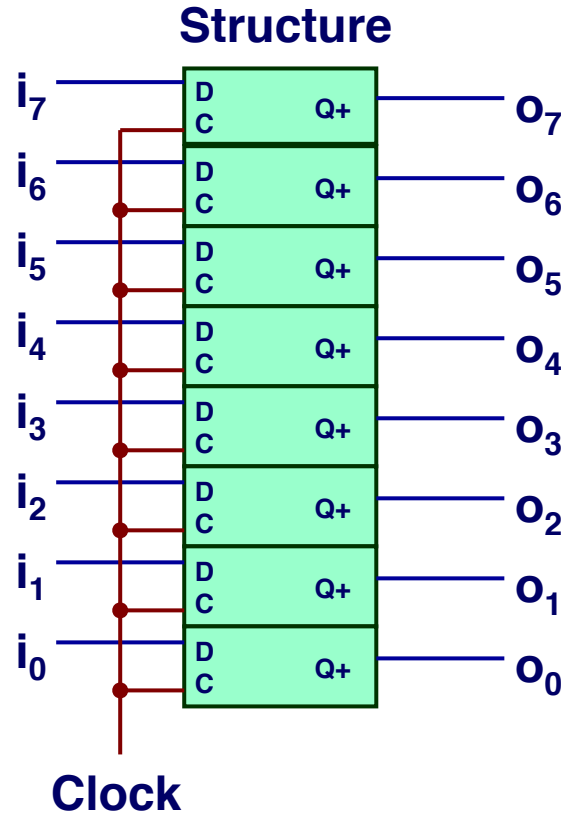 Structure
i7 D C Q+ o7
i6 D C Q+ o6
i5 D C Q+ o5
i4 D C Q+ o4
i3 D C Q+ o3
i2 D C Q+ o2
i1 D C Q+ o1
i0 D C Q+ o0
Clock